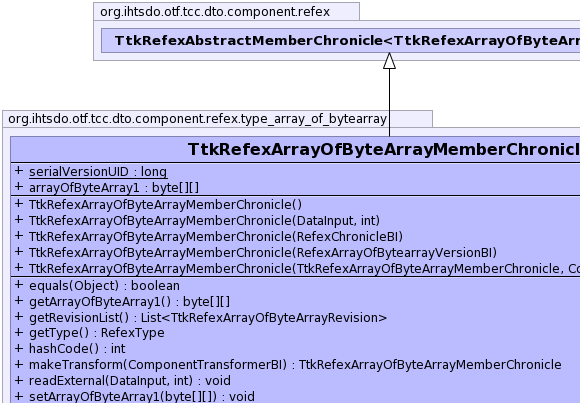 org.ihtsdo.otf.tcc.dto.component.refex
TtkRefexAbstractMemberChronicle<TtkRefexArrayOfByteArr
org.ihtsdo.otf.tcc.dto.component.refex.type_array_of_bytearray
TtkRefexArrayOfByteArrayMemberChronicl
+ serialVersionUID : long
+ arrayOfByteArray1 : byte[][]
+ TtkRefexArrayOfByteArrayMemberChronicle()
+ TtkRefexArrayOfByteArrayMemberChronicle(DataInput, int)
+ TtkRefexArrayOfByteArrayMemberChronicle(RefexChronicleBI)
+ TtkRefexArrayOfByteArrayMemberChronicle(RefexArrayOfBytearrayVersionBI)
+ TtkRefexArrayOfByteArrayMemberChronicle(TtkRefexArrayOfByteArrayMemberChronicle, Co
+ equals(Object) : boolean
+ getArrayOfByteArray1() : byte[][]
+ getRevisionList() : List<TtkRefexArrayOfByteArrayRevision>
+ getType() : RefexType
+ hashCode() : int
+ makeTransform(ComponentTransformerBI) : TtkRefexArrayOfByteArrayMemberChronicle
+ readExternal(DataInput, int) : void
+ setArrayOfByteArray1(byte[][]) : void